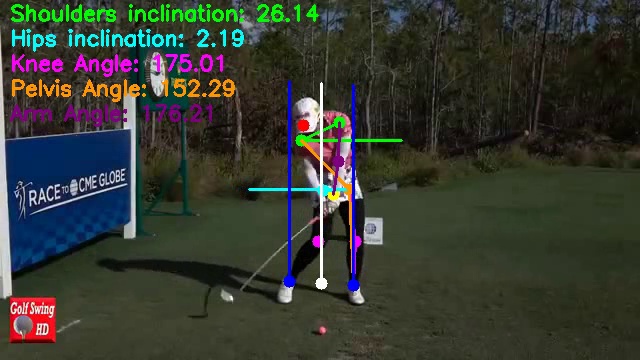 Shoulders inclination: 26.14
Hips inclination: 2.19
Knee Angle: 175.01
Pelvis Angle: 152.29
Arm Angle: 176.21
RACE TO CME GLOBE
Golf Swing
HD